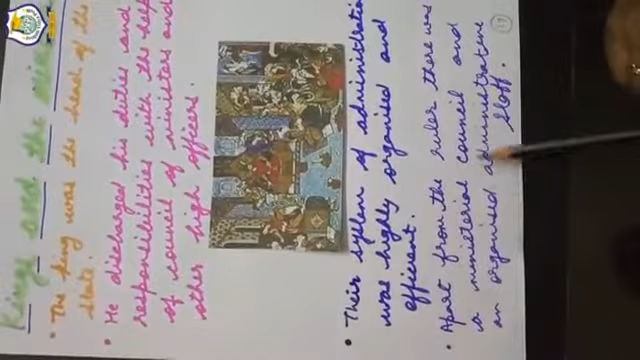 Kings and the
• The king was the head of the
state.
• He discharged his duties and
responsibilities with the help
of council of ministers and
other high officers.
• Their system of administration
was highly organised and
efficient.
• Apart from the ruler there was
a ministerial council and
an organised administrative
staff.